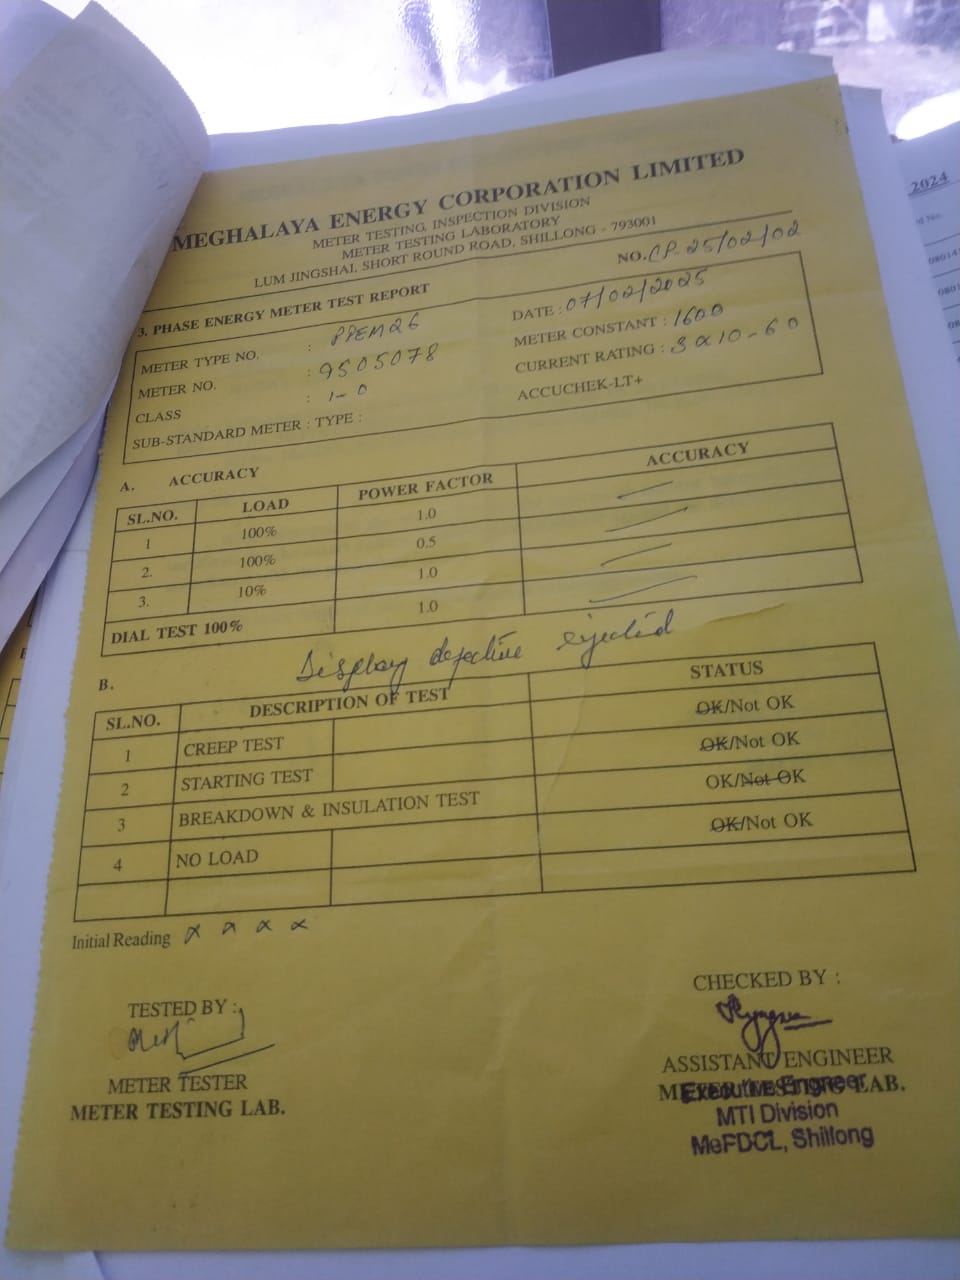 MEGHALAYA ENERGY CORPORATION LIMITED
METER TESTING, INSPECTION DIVISION
METER TESTING LABORATORY
LUM JINGSHAI, SHORT ROUND ROAD, SHILLONG - 793001
NO. CP-25/02/02
3. PHASE ENERGY METER TEST REPORT
DATE : 07/02/2025
METER TYPE NO. : PPEM26
METER CONSTANT : 1600
METER NO. : 9505078
CURRENT RATING : 3x10-60
CLASS : 1-0
ACCUCHEK-LT+
SUB-STANDARD METER : TYPE :
A. ACCURACY
SL.NO. LOAD POWER FACTOR ACCURACY
1 100% 1.0
2. 100% 0.5
3. 10% 1.0
DIAL TEST 100% 1.0
Display defective ejected
B.
SL.NO. DESCRIPTION OF TEST STATUS
1 CREEP TEST OK/Not OK
2 STARTING TEST OK/Not OK
3 BREAKDOWN & INSULATION TEST OK/Not OK
4 NO LOAD OK/Not OK
Initial Reading x x x x
TESTED BY :
CHECKED BY :
METER TESTER
ASSISTANT ENGINEER
METER TESTING LAB.
METER TESTING LAB.
Executive Engineer
MTI Division
MePDCL, Shillong
2024